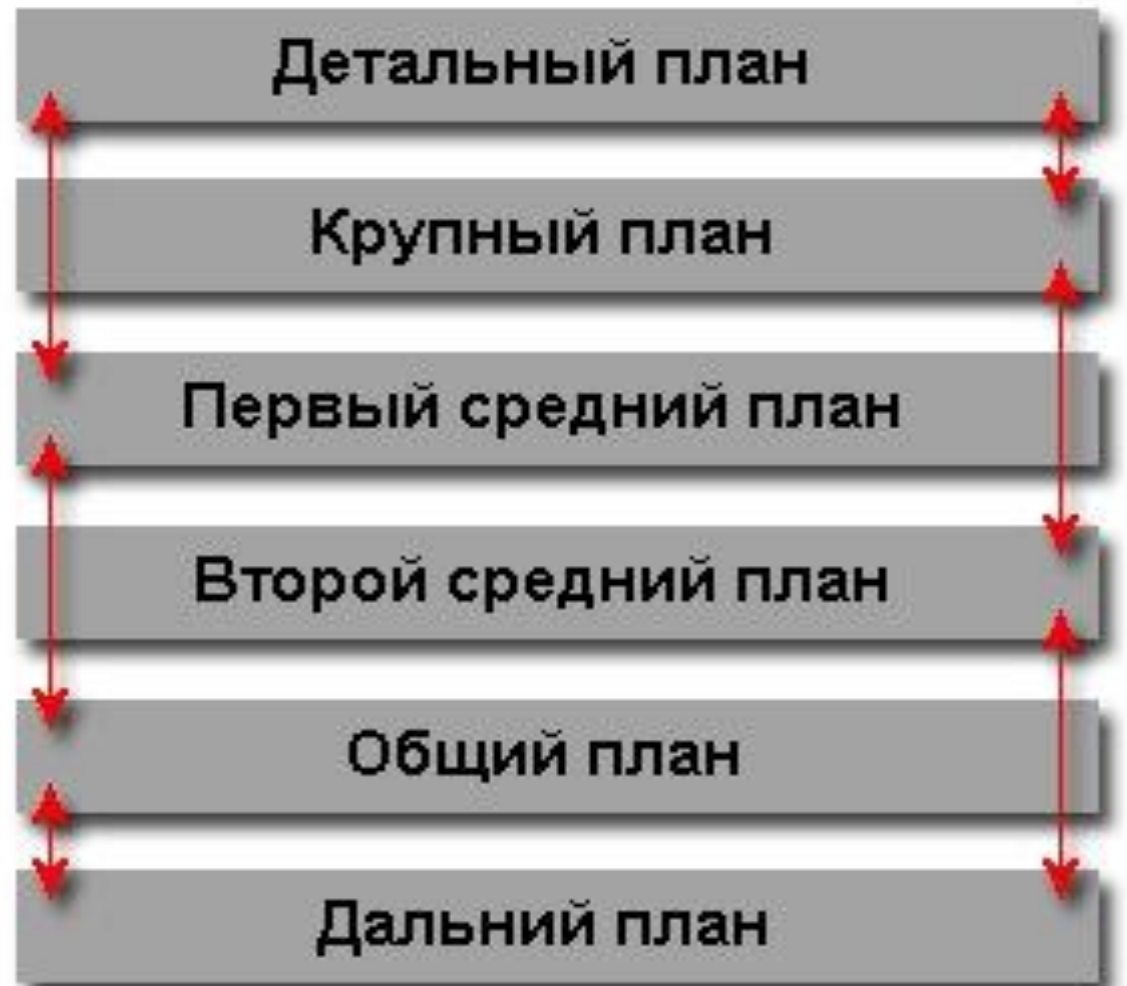 Детальный план
Крупный план
Первый средний план
Второй средний план
Общий план
Дальний план